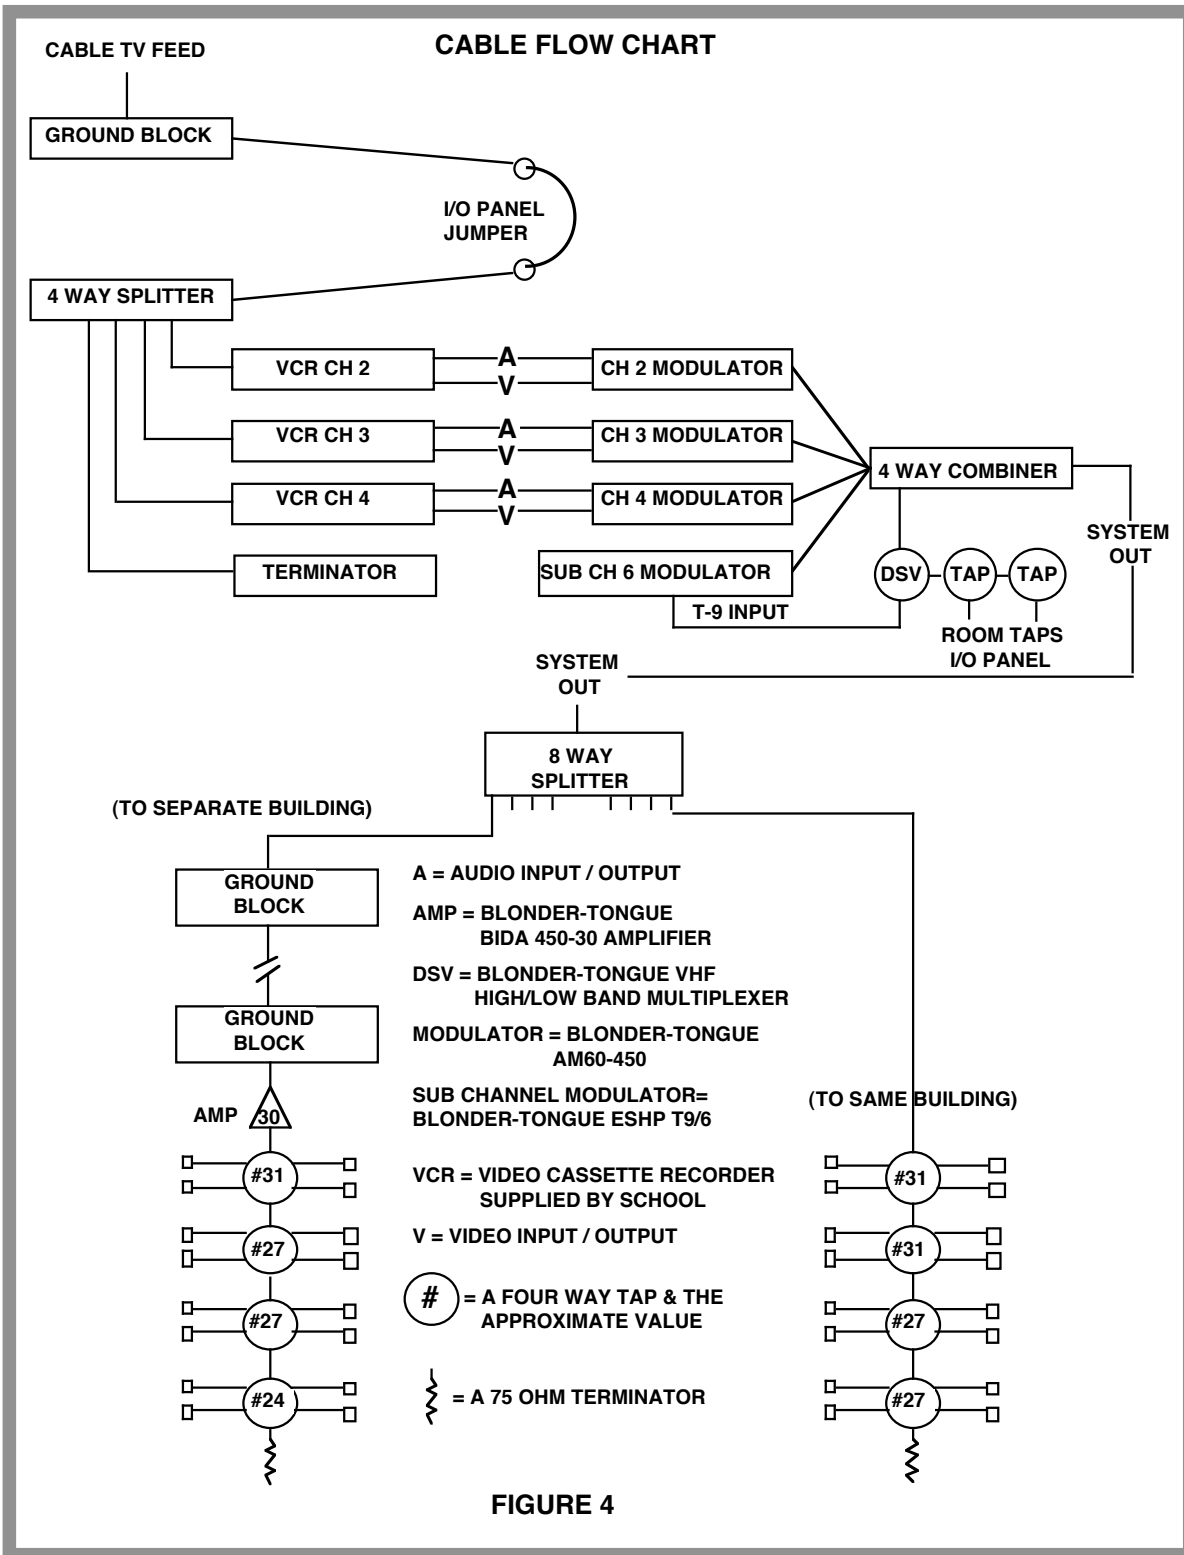 CABLE FLOW CHART
CABLE TV FEED
GROUND BLOCK
I/O PANEL
JUMPER
4 WAY SPLITTER
VCR CH 2
A
V
CH 2 MODULATOR
VCR CH 3
A
V
CH 3 MODULATOR
4 WAY COMBINER
VCR CH 4
A
V
CH 4 MODULATOR
SYSTEM
OUT
TERMINATOR
SUB CH 6 MODULATOR
DSV
TAP
TAP
T-9 INPUT
ROOM TAPS
I/O PANEL
SYSTEM
OUT
8 WAY
SPLITTER
(TO SEPARATE BUILDING)
GROUND
BLOCK
GROUND
BLOCK
AMP
30
#31
#27
#27
#24
A = AUDIO INPUT / OUTPUT
AMP = BLONDER-TONGUE
BIDA 450-30 AMPLIFIER
DSV = BLONDER-TONGUE VHF
HIGH/LOW BAND MULTIPLEXER
MODULATOR = BLONDER-TONGUE
AM60-450
SUB CHANNEL MODULATOR=
BLONDER-TONGUE ESHP T9/6
VCR = VIDEO CASSETTE RECORDER
SUPPLIED BY SCHOOL
V = VIDEO INPUT / OUTPUT
# = A FOUR WAY TAP & THE
APPROXIMATE VALUE
= A 75 OHM TERMINATOR
(TO SAME BUILDING)
#31
#31
#27
#27
FIGURE 4